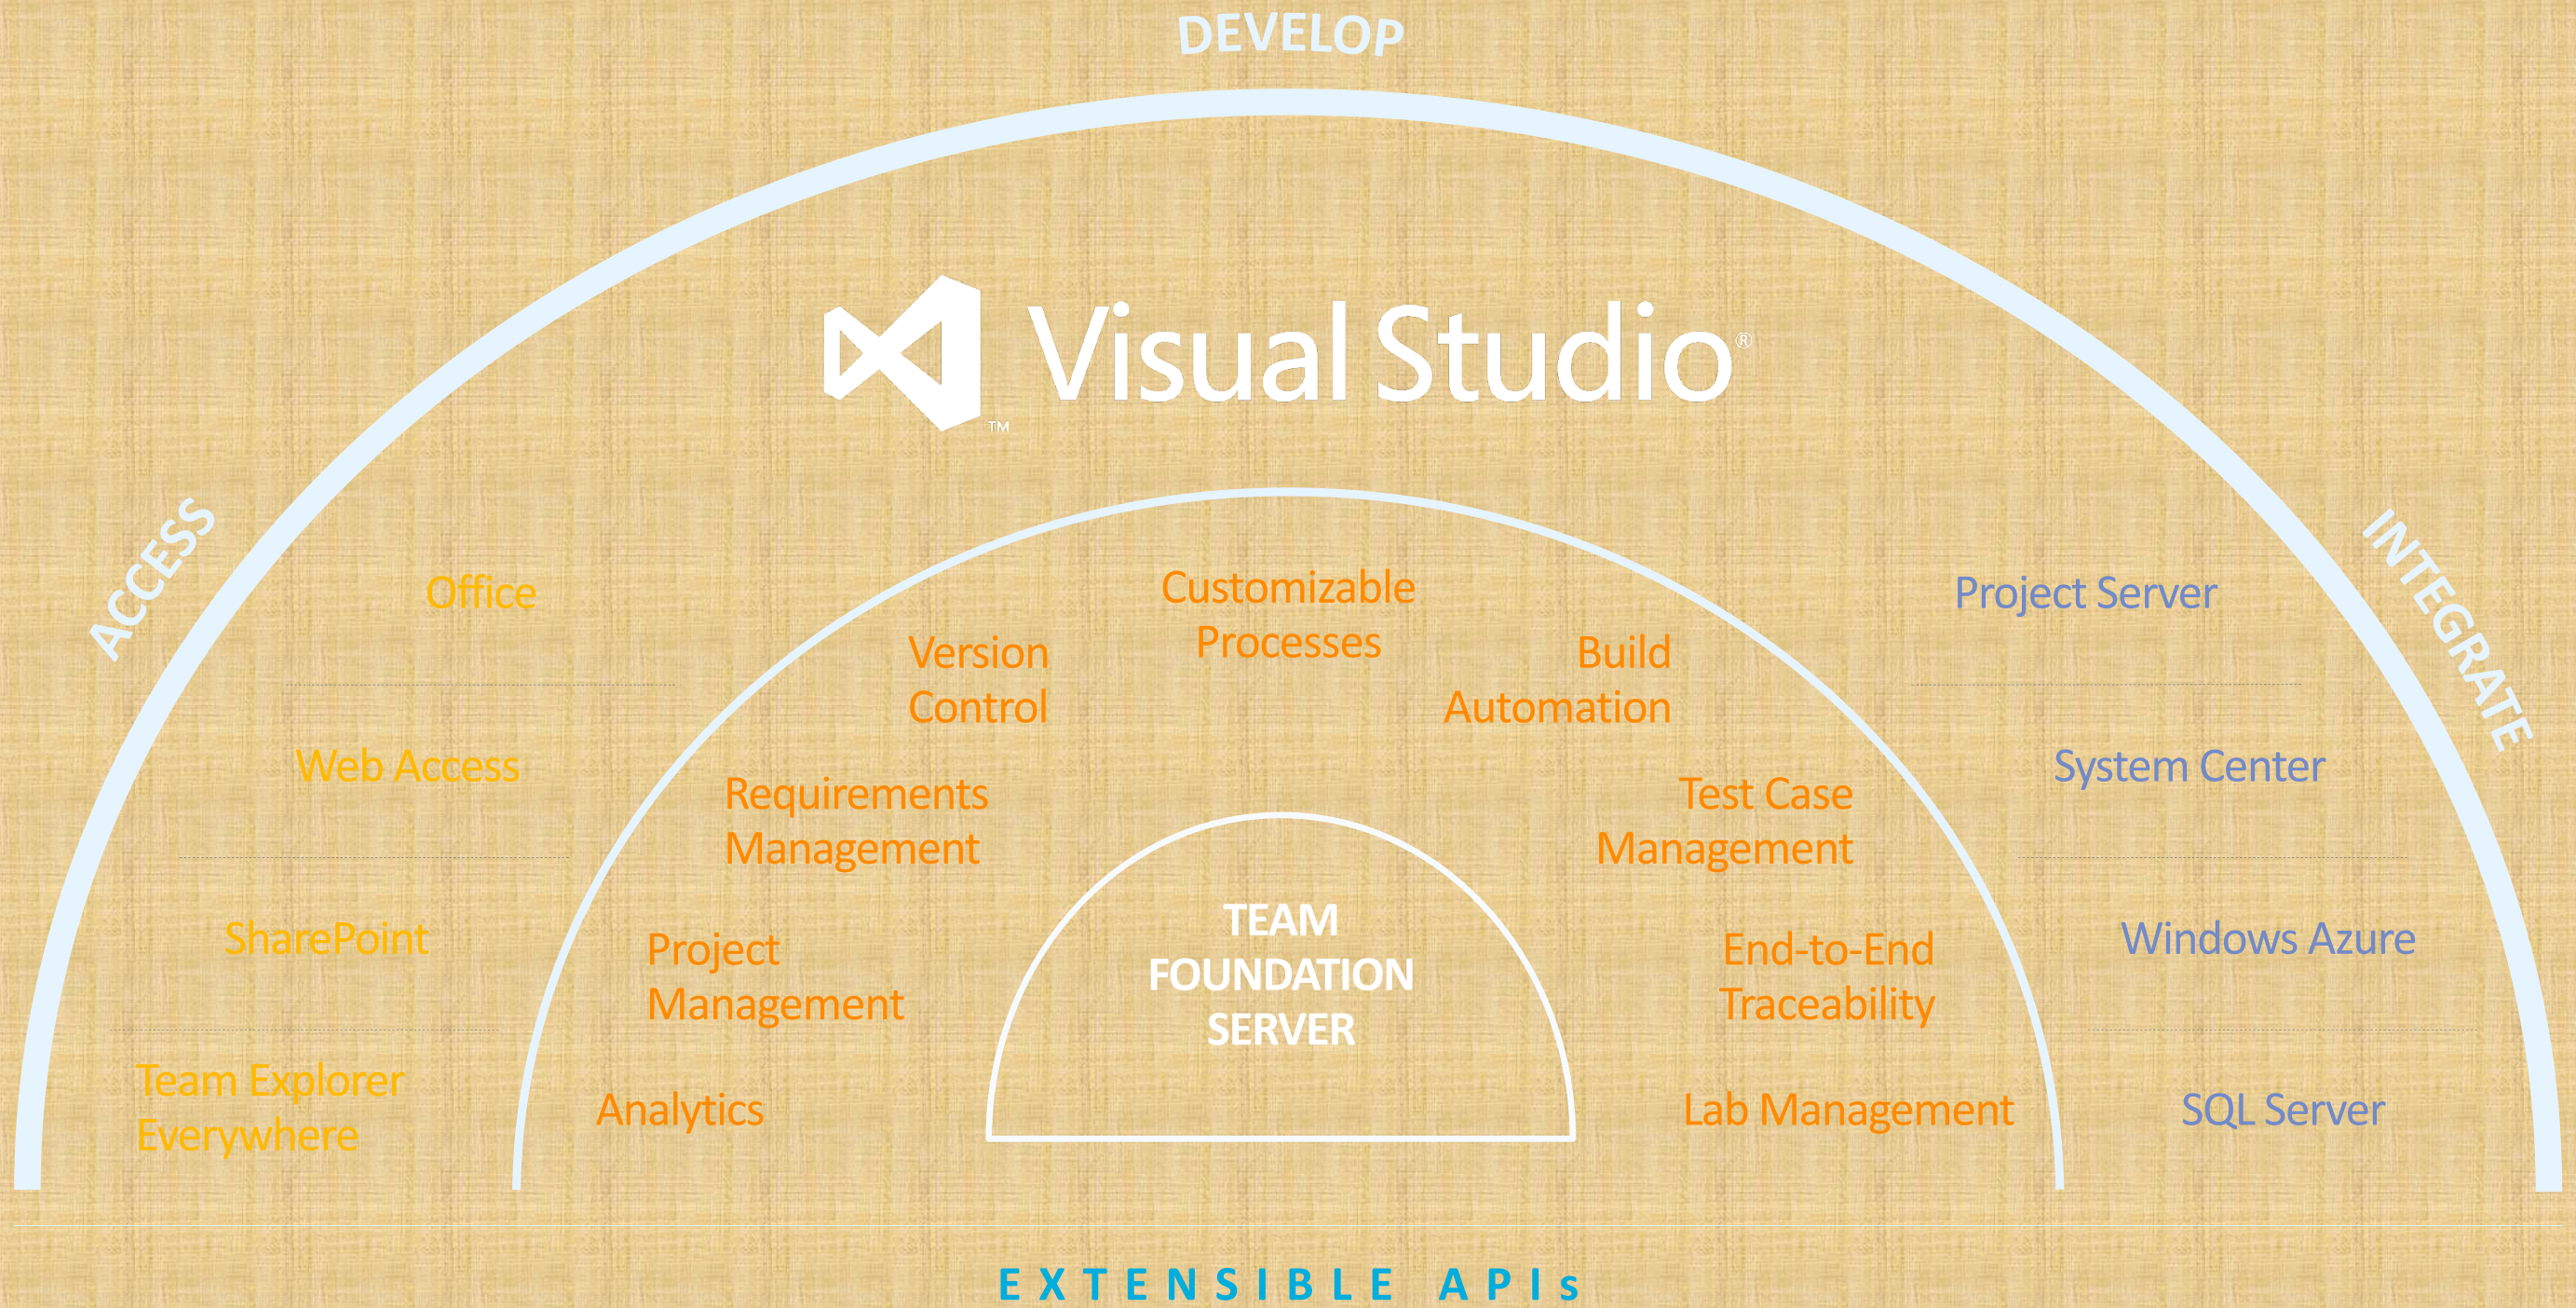 DEVELOP
Visual Studio®
™
ACCESS
INTEGRATE
Office
Web Access
SharePoint
Team Explorer
Everywhere
Customizable
Processes
Version
Control
Build
Automation
Requirements
Management
Test Case
Management
Project
Management
End-to-End
Traceability
Analytics
Lab Management
TEAM
FOUNDATION
SERVER
Project Server
System Center
Windows Azure
SQL Server
EXTENSIBLE APIs